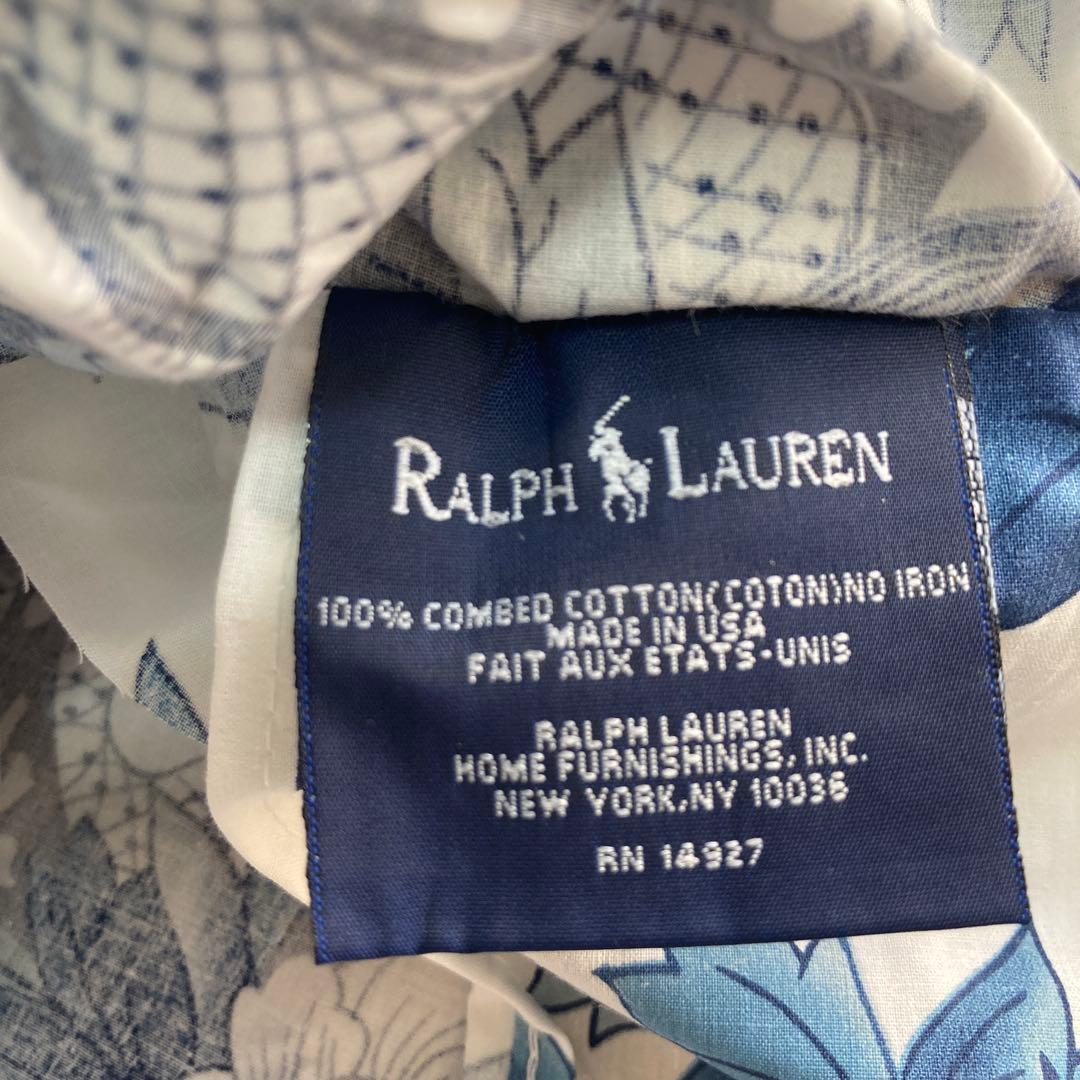 RALPH LAUREN
100% COMBED COTTON(COTON)NO IRON
MADE IN USA
FAIT AUX ETATS-UNIS
RALPH LAUREN
HOME FURNISHINGS, INC.
NEW YORK,NY 10036
RN 14927